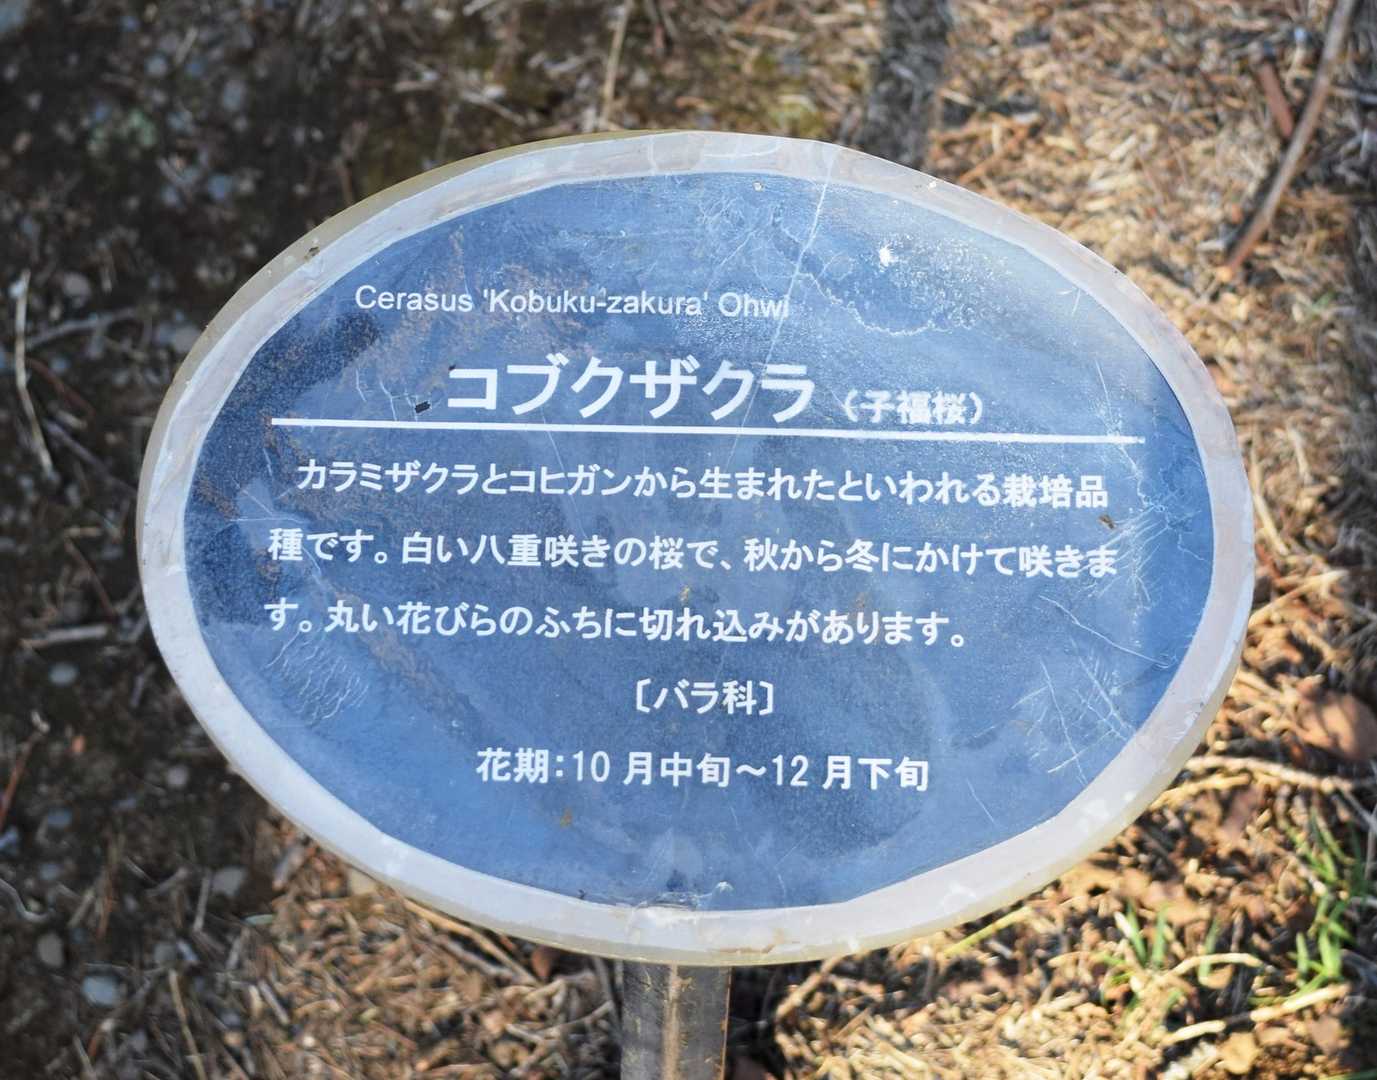 Cerasus 'Kobuku-zakura' Ohwi
コブクザクラ（子福桜）
カラミザクラとコヒガンから生まれたといわれる栽培品
種です。白い八重咲きの桜で、秋から冬にかけて咲きま
す。丸い花びらのふちに切れ込みがあります。
〔バラ科〕
花期：10 月中旬～12 月下旬